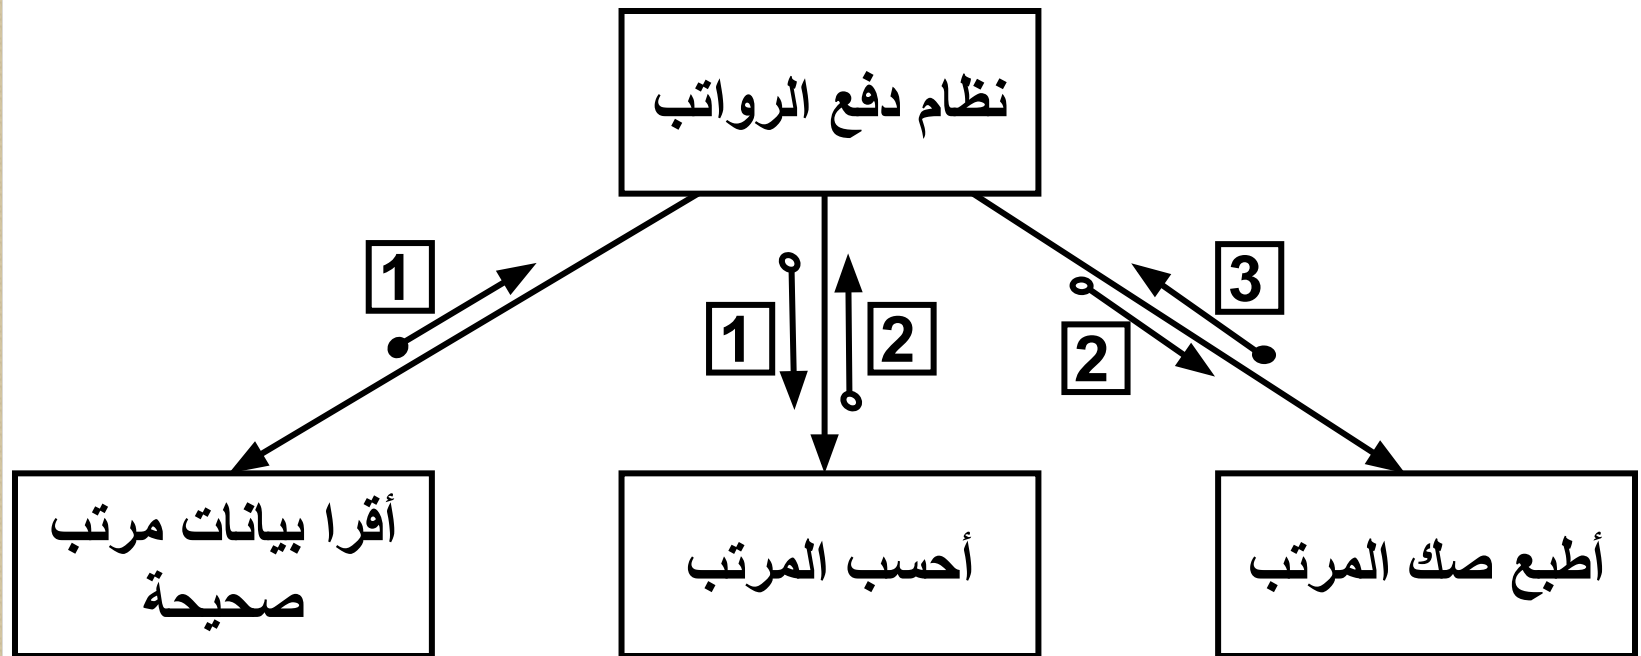 نظام دفع الرواتب
1
1
2
2
3
أقرا بيانات مرتب
صحيحة
أحسب المرتب
أطبع صك المرتب